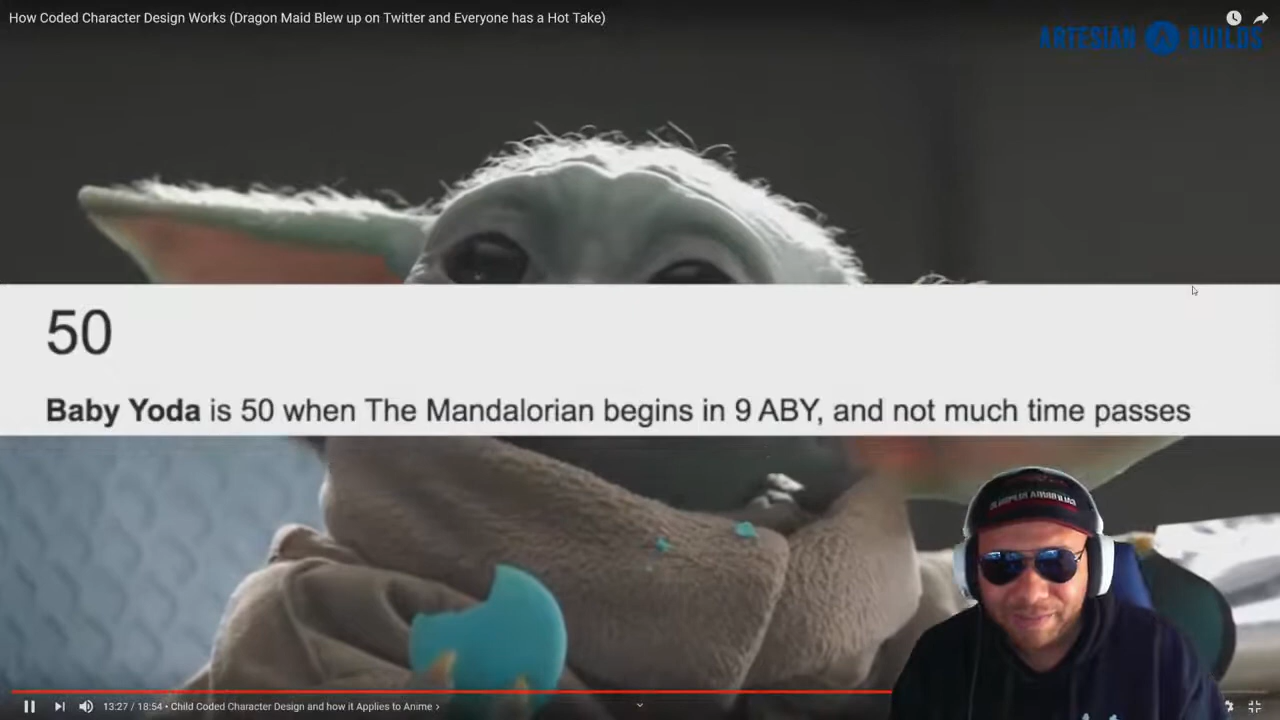 How Coded Character Design Works (Dragon Maid Blew up on Twitter and Everyone has a Hot Take)
ARTESIAN BUILDS
50
Baby Yoda is 50 when The Mandalorian begins in 9 ABY, and not much time passes
13:27 / 18:54 • Child Coded Character Design and how it Applies to Anime ›